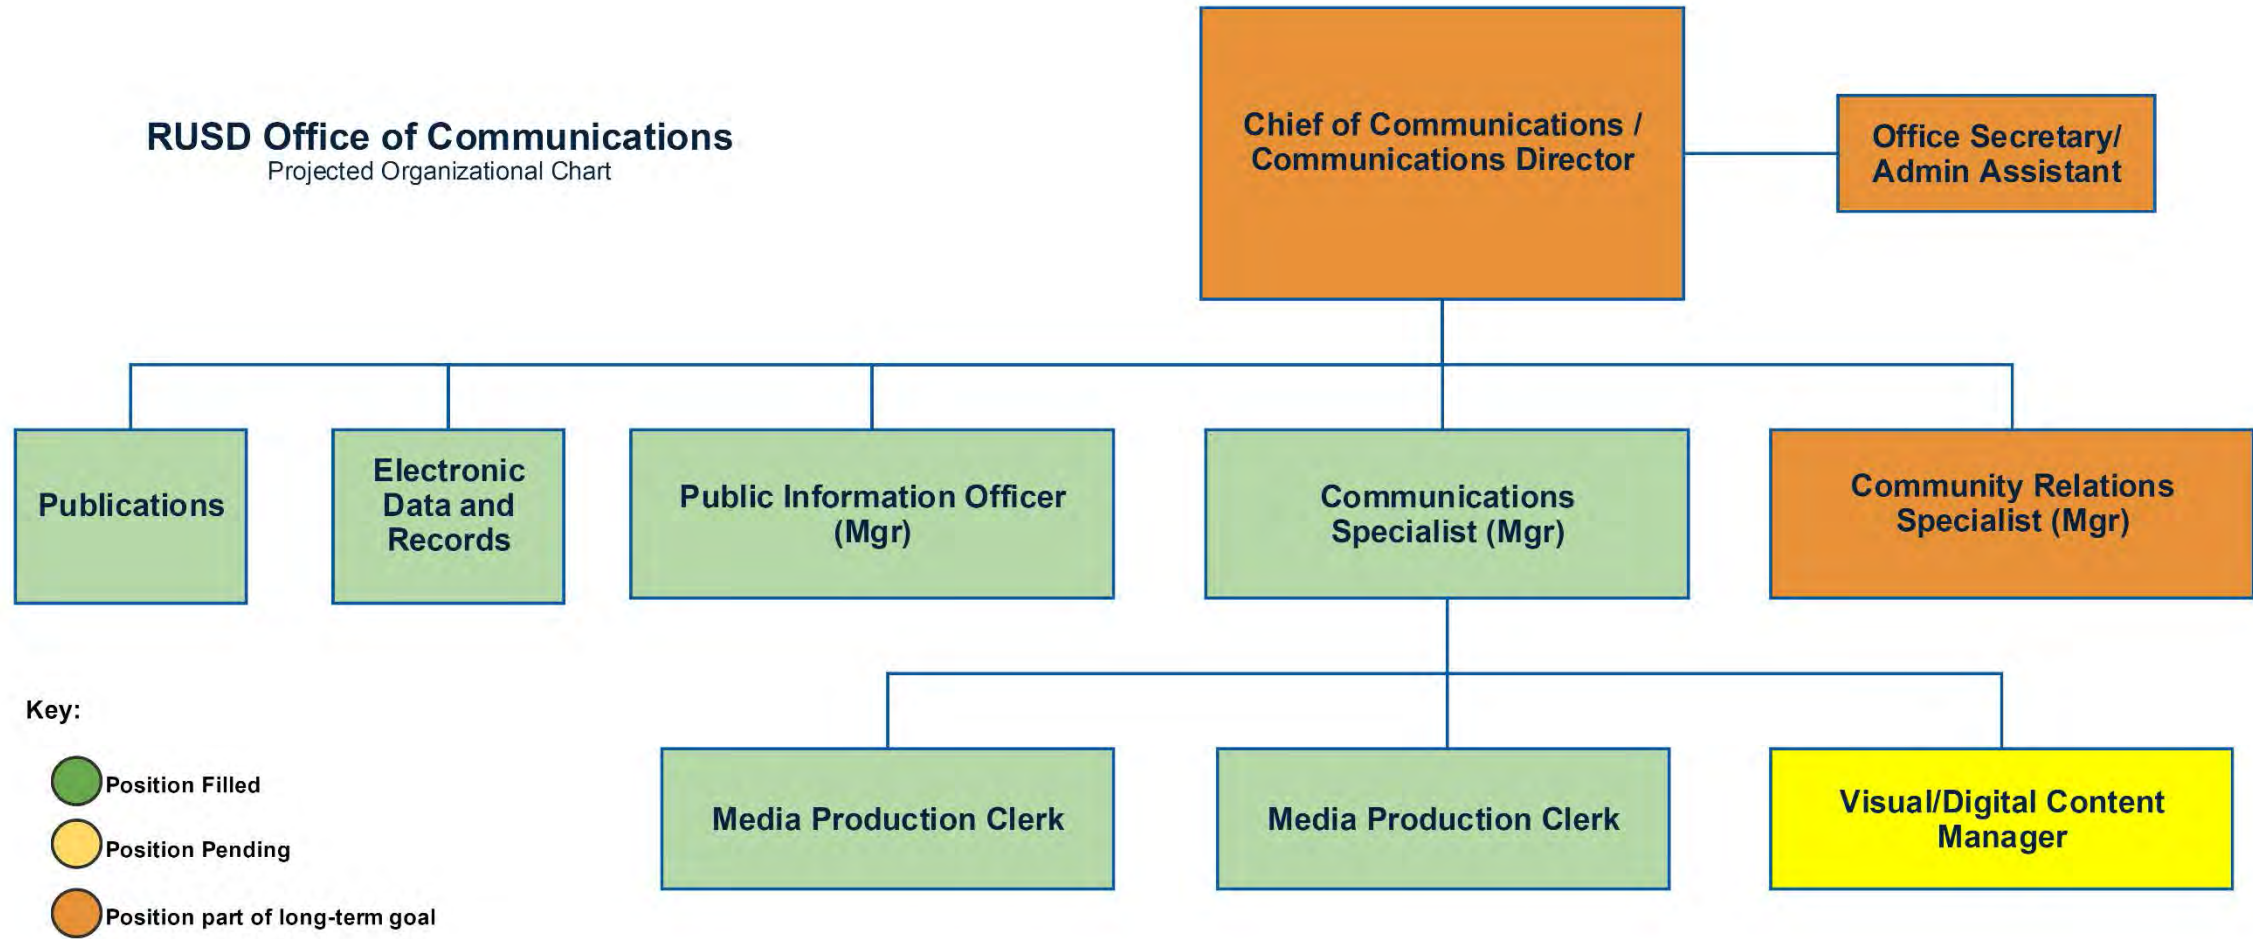 RUSD Office of Communications
Projected Organizational Chart
Chief of Communications /
Communications Director
Office Secretary/
Admin Assistant
Publications
Electronic
Data and
Records
Public Information Officer
(Mgr)
Communications
Specialist (Mgr)
Community Relations
Specialist (Mgr)
Media Production Clerk
Media Production Clerk
Visual/Digital Content
Manager
Key:
Position Filled
Position Pending
Position part of long-term goal